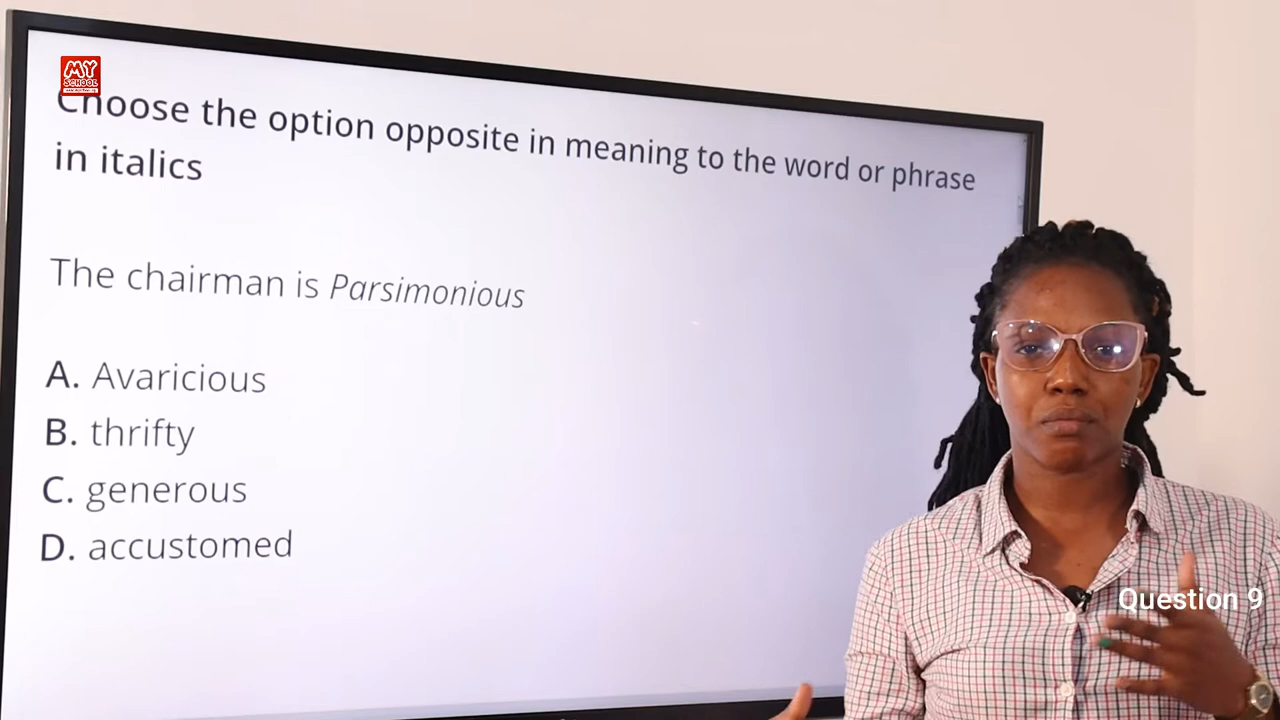 MY
SCHOOL
Choose the option opposite in meaning to the word or phrase
in italics
The chairman is Parsimonious
A. Avaricious
B. thrifty
C. generous
D. accustomed
Question 9